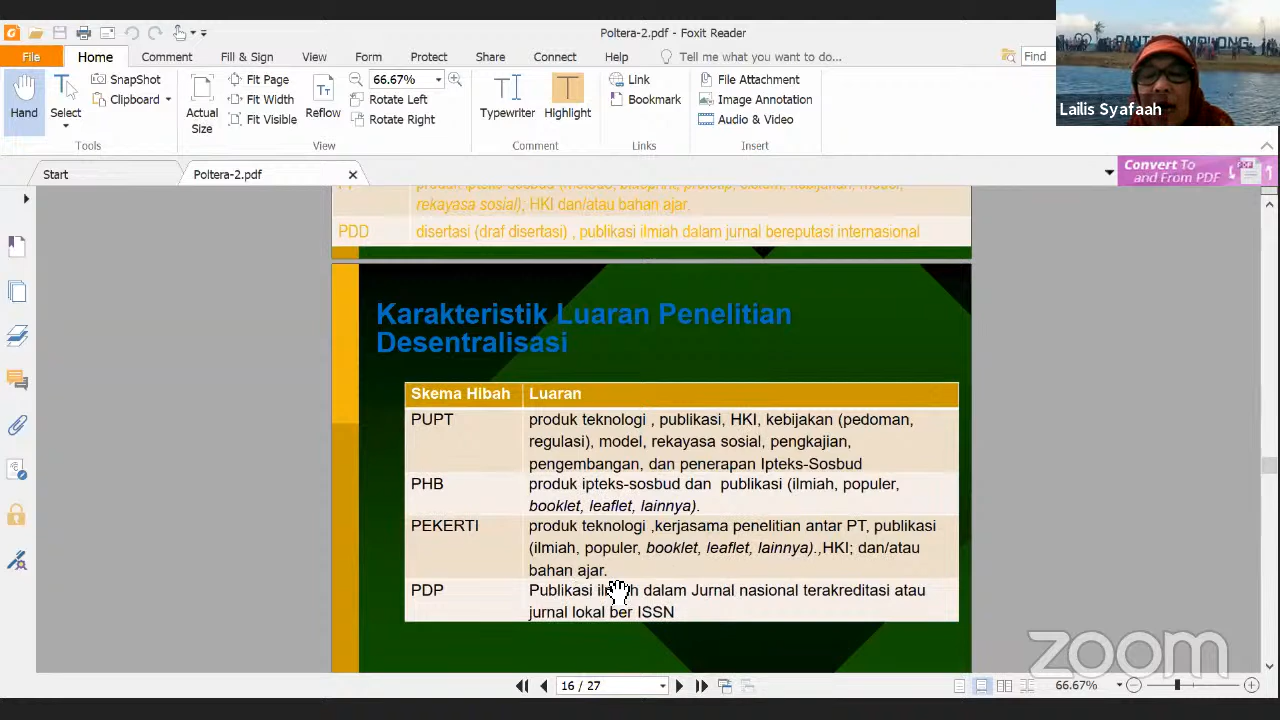 Poltera-2.pdf - Foxit Reader
File Home Comment Fill & Sign View Form Protect Share Connect Help Tell me what you want to do... Find
Hand
Select
SnapShot
Clipboard
Tools
Actual Size
Fit Page
Fit Width
Fit Visible
Reflow
66.67%
Rotate Left
Rotate Right
View
Typewriter
Highlight
Comment
Link
Bookmark
Links
File Attachment
Image Annotation
Audio & Video
Insert
Lailis Syafaah
Start
Poltera-2.pdf
Convert To
and From PDF
rekayasa sosial), HKI dan/atau bahan ajar.
PDD disertasi (draf disertasi) , publikasi ilmiah dalam jurnal bereputasi internasional
Karakteristik Luaran Penelitian
Desentralisasi
Skema Hibah Luaran
PUPT produk teknologi , publikasi, HKI, kebijakan (pedoman,
regulasi), model, rekayasa sosial, pengkajian,
pengembangan, dan penerapan Ipteks-Sosbud
PHB produk ipteks-sosbud dan publikasi (ilmiah, populer,
booklet, leaflet, lainnya).
PEKERTI produk teknologi ,kerjasama penelitian antar PT, publikasi
(ilmiah, populer, booklet, leaflet, lainnya).,HKI; dan/atau
bahan ajar.
PDP Publikasi ilmiah dalam Jurnal nasional terakreditasi atau
jurnal lokal ber ISSN
zoom
16 / 27
66.67%